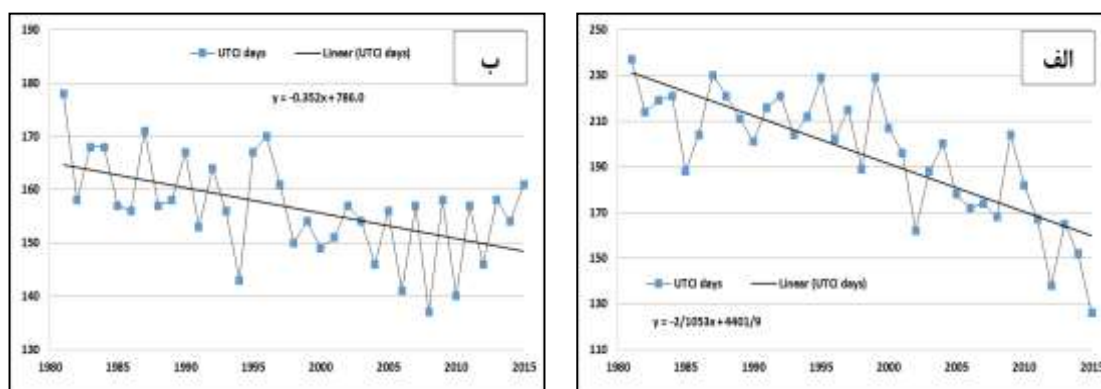 الف
250
230
210
190
170
150
130
110
UTCI days Linear (UTCI days)
y = -2/1053x + 4401/9
1980 1985 1990 1995 2000 2005 2010 2015
ب
190
180
170
160
150
140
130
UTCI days Linear (UTCI days)
y = -0.352x + 786.0
1980 1985 1990 1995 2000 2005 2010 2015